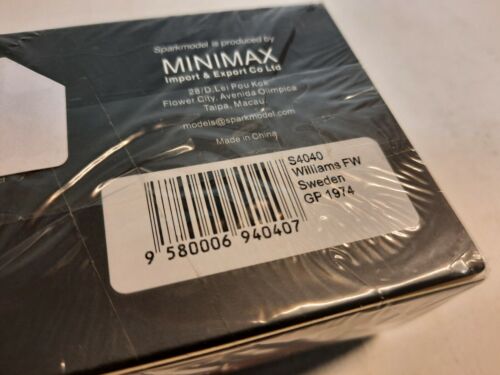 Sparkmodel is produced by
MINIMAX
Import & Export Co Ltd
28/D.Lei Pou Kok
Flower City, Avenida Olimpica
Taipa, Macau
models@sparkmodel.com
Made in China
S4040
Williams FW
Sweden
GP 1974
9 580006 940407